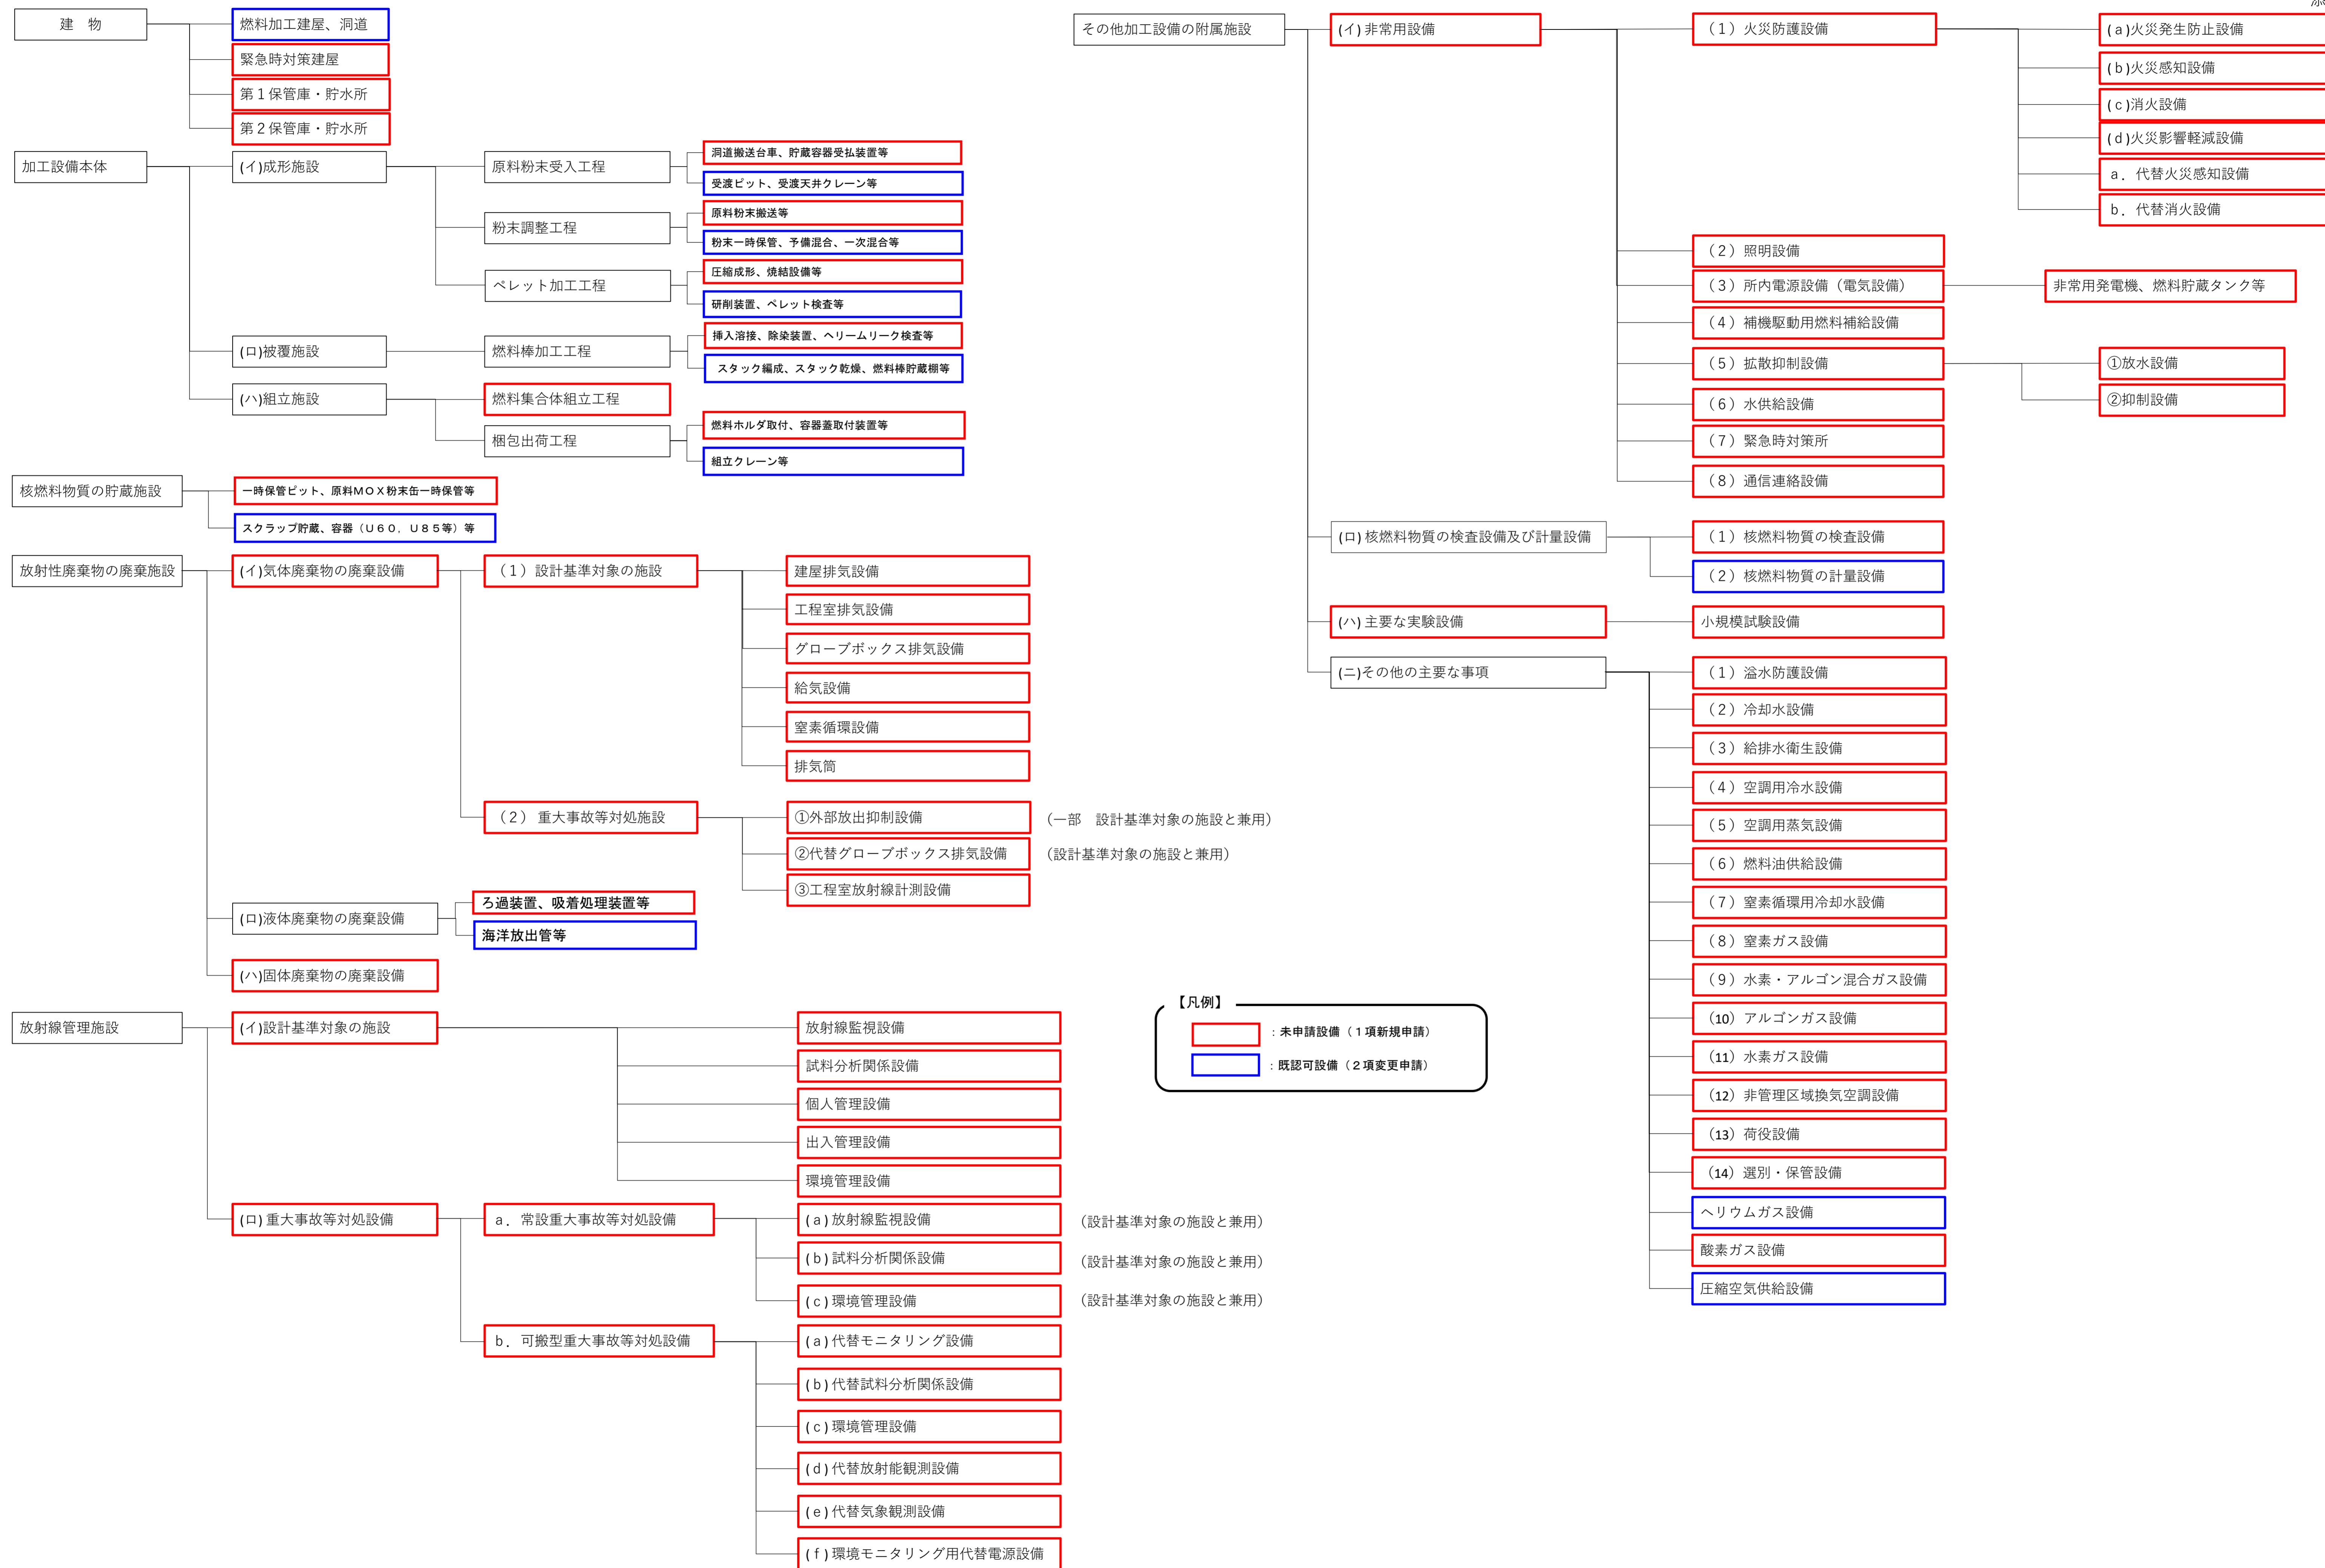 建　物
燃料加工建屋、洞道
緊急時対策建屋
第１保管庫・貯水所
第２保管庫・貯水所
加工設備本体
(イ)成形施設
原料粉末受入工程
洞道搬送台車、貯蔵容器受払装置等
受渡ピット、受渡天井クレーン等
粉末調整工程
原料粉末搬送等
粉末一時保管、予備混合、一次混合等
ペレット加工工程
圧縮成形、焼結設備等
研削装置、ペレット検査等
(ロ)被覆施設
燃料棒加工工程
挿入溶接、除染装置、ヘリームリーク検査等
スタック編成、スタック乾燥、燃料棒貯蔵棚等
(ハ)組立施設
燃料集合体組立工程
梱包出荷工程
燃料ホルダ取付、容器蓋取付装置等
組立クレーン等
核燃料物質の貯蔵施設
一時保管ピット、原料ＭＯＸ粉末缶一時保管等
スクラップ貯蔵、容器（Ｕ６０．Ｕ８５等）等
放射性廃棄物の廃棄施設
(イ)気体廃棄物の廃棄設備
（１）設計基準対象の施設
建屋排気設備
工程室排気設備
グローブボックス排気設備
給気設備
窒素循環設備
排気筒
（２） 重大事故等対処施設
①外部放出抑制設備
（一部　設計基準対象の施設と兼用）
②代替グローブボックス排気設備
（設計基準対象の施設と兼用）
③工程室放射線計測設備
(ロ)液体廃棄物の廃棄設備
ろ過装置、吸着処理装置等
海洋放出管等
(ハ)固体廃棄物の廃棄設備
放射線管理施設
(イ)設計基準対象の施設
放射線監視設備
試料分析関係設備
個人管理設備
出入管理設備
環境管理設備
(ロ) 重大事故等対処設備
ａ．常設重大事故等対処設備
(ａ) 放射線監視設備
（設計基準対象の施設と兼用）
(ｂ) 試料分析関係設備
（設計基準対象の施設と兼用）
(ｃ) 環境管理設備
（設計基準対象の施設と兼用）
ｂ．可搬型重大事故等対処設備
(ａ) 代替モニタリング設備
(ｂ) 代替試料分析関係設備
(ｃ) 環境管理設備
(ｄ) 代替放射能観測設備
(ｅ) 代替気象観測設備
(ｆ) 環境モニタリング用代替電源設備
その他加工設備の附属施設
(イ) 非常用設備
（１）火災防護設備
(ａ)火災発生防止設備
(ｂ)火災感知設備
(ｃ)消火設備
(ｄ)火災影響軽減設備
ａ．代替火災感知設備
ｂ．代替消火設備
（２）照明設備
（３）所内電源設備（電気設備）
非常用発電機、燃料貯蔵タンク等
（４）補機駆動用燃料補給設備
（５）拡散抑制設備
①放水設備
②抑制設備
（６）水供給設備
（７）緊急時対策所
（８）通信連絡設備
(ロ) 核燃料物質の検査設備及び計量設備
（１）核燃料物質の検査設備
（２）核燃料物質の計量設備
(ハ) 主要な実験設備
小規模試験設備
(ニ)その他の主要な事項
（１）溢水防護設備
（２）冷却水設備
（３）給排水衛生設備
（４）空調用冷水設備
（５）空調用蒸気設備
（６）燃料油供給設備
（７）窒素循環用冷却水設備
（８）窒素ガス設備
（９）水素・アルゴン混合ガス設備
（10）アルゴンガス設備
（11）水素ガス設備
（12）非管理区域換気空調設備
（13）荷役設備
（14）選別・保管設備
ヘリウムガス設備
酸素ガス設備
圧縮空気供給設備
【凡例】
：未申請設備（１項新規申請）
：既認可設備（２項変更申請）